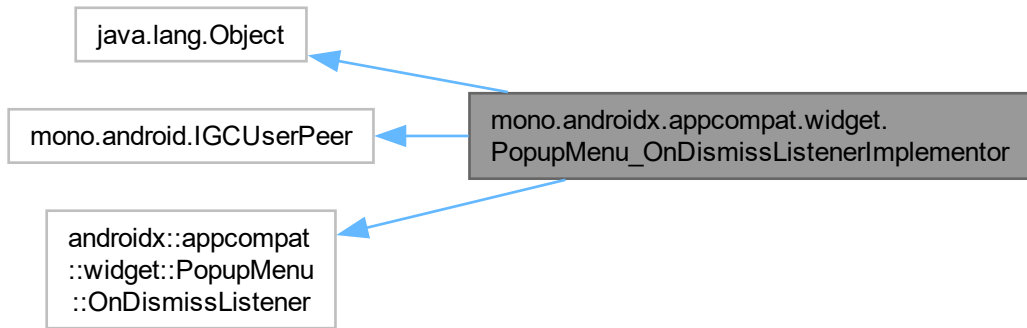 java.lang.Object
mono.android.IGCUserPeer
androidx::appcompat
::widget::PopupMenu
::OnDismissListener
mono.androidx.appcompat.widget.
PopupMenu_OnDismissListenerImplementor